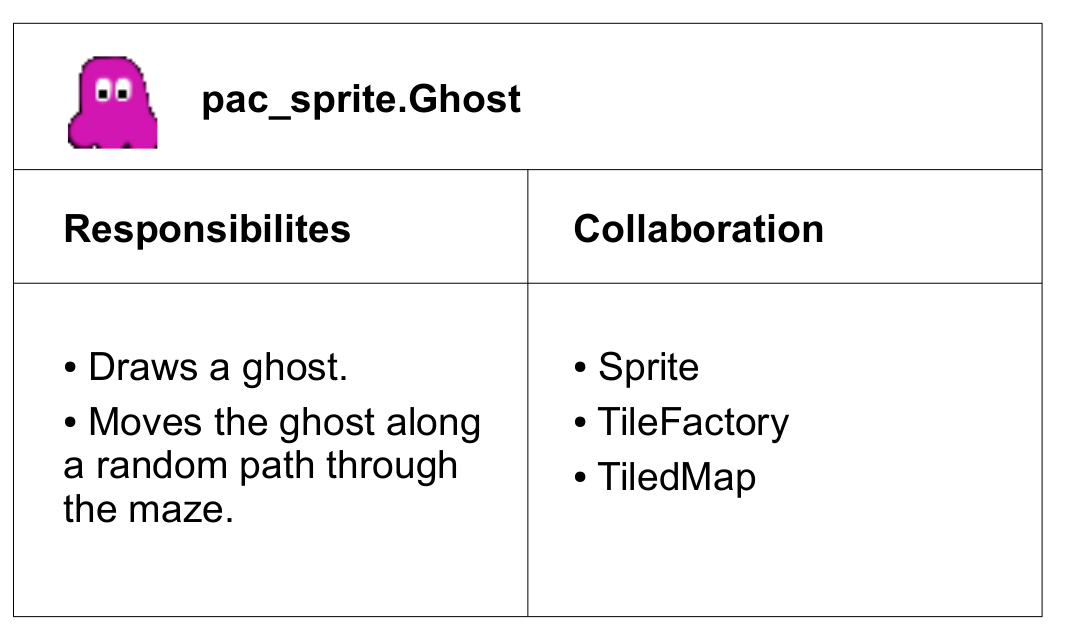 pac_sprite.Ghost
Responsibilites
Collaboration
• Draws a ghost.
• Moves the ghost along
a random path through
the maze.
• Sprite
• TileFactory
• TiledMap